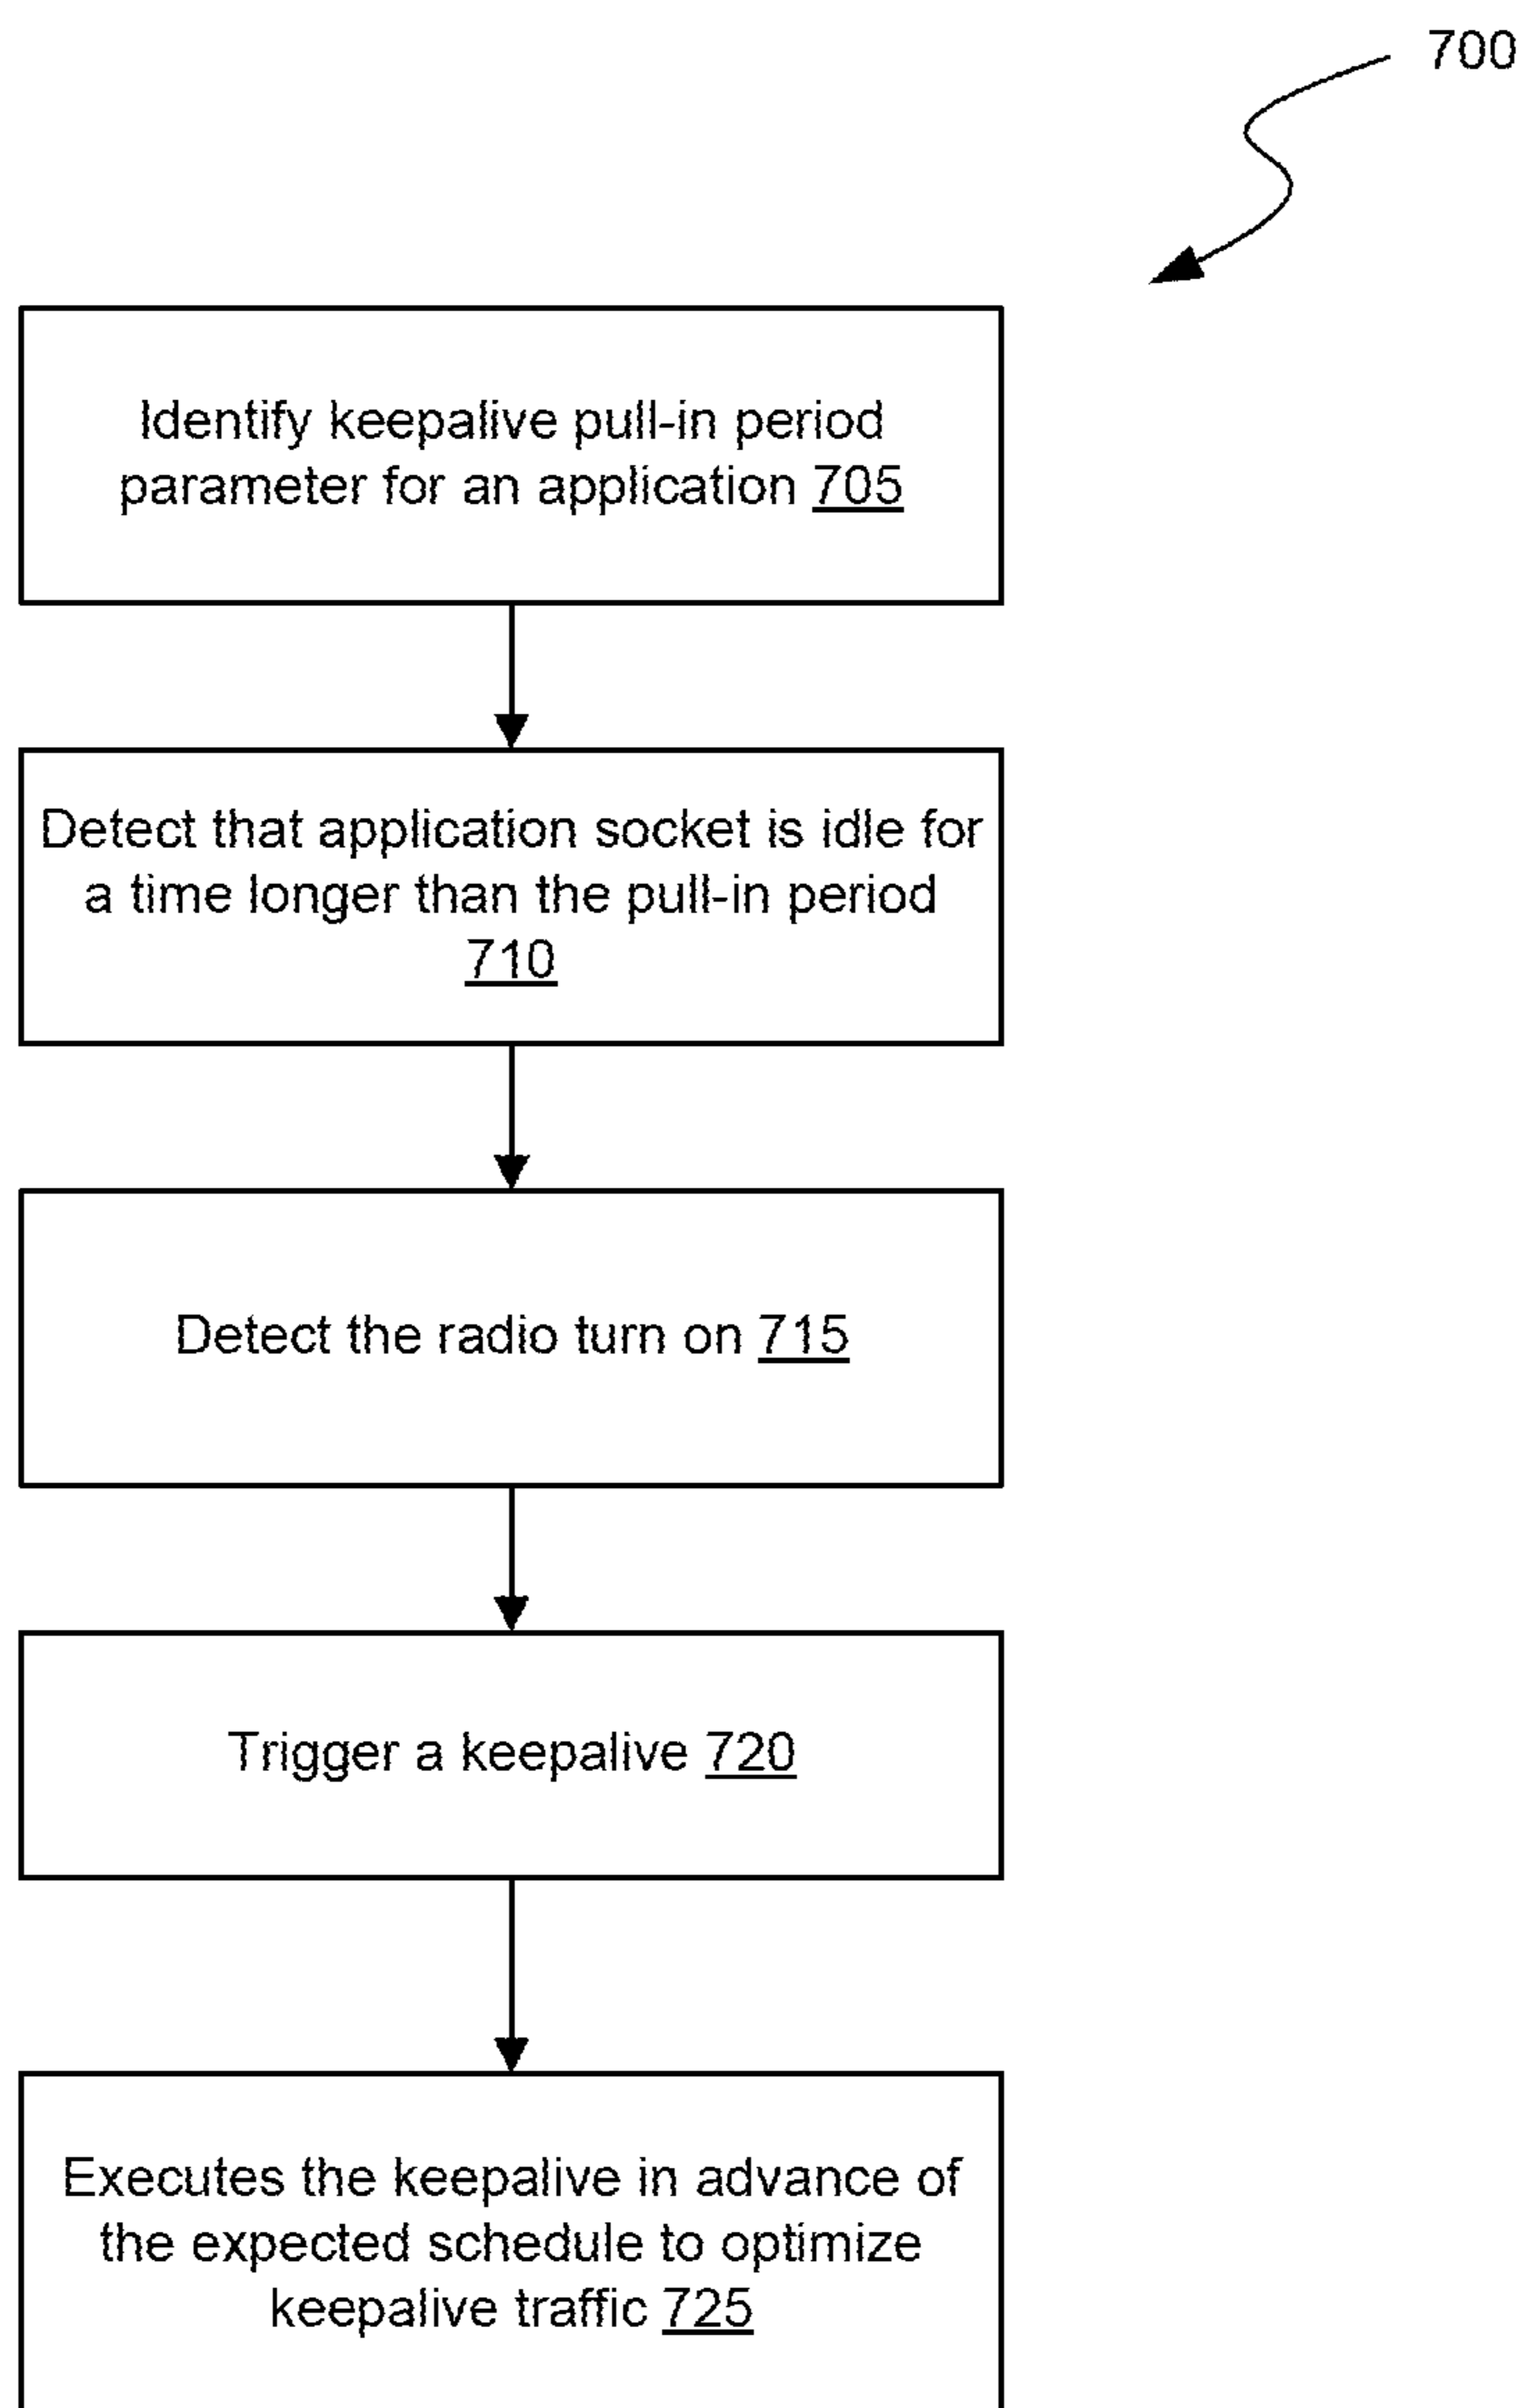 700
Identify keepalive pull-in period
parameter for an application 705
Detect that application socket is idle for
a time longer than the pull-in period
710
Detect the radio turn on 715
Trigger a keepalive 720
Executes the keepalive in advance of
the expected schedule to optimize
keepalive traffic 725